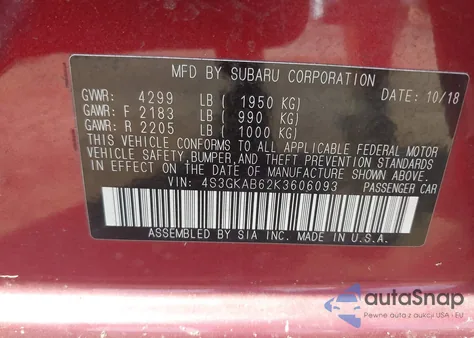 MFD BY SUBARU CORPORATION
DATE: 10/18
GVWR: 4299 LB ( 1950 KG)
GAWR: F 2183 LB ( 990 KG)
GAWR: R 2205 LB ( 1000 KG)
THIS VEHICLE CONFORMS TO ALL APPLICABLE FEDERAL MOTOR
VEHICLE SAFETY, BUMPER, AND THEFT PREVENTION STANDARDS
IN EFFECT ON THE DATE OF MANUFACTURE SHOWN ABOVE.
VIN: 4S3GKAB62K3606093 PASSENGER CAR
ASSEMBLED BY SIA INC. MADE IN U.S.A.
autoSnap
Pewne auta z aukcji USA i EU